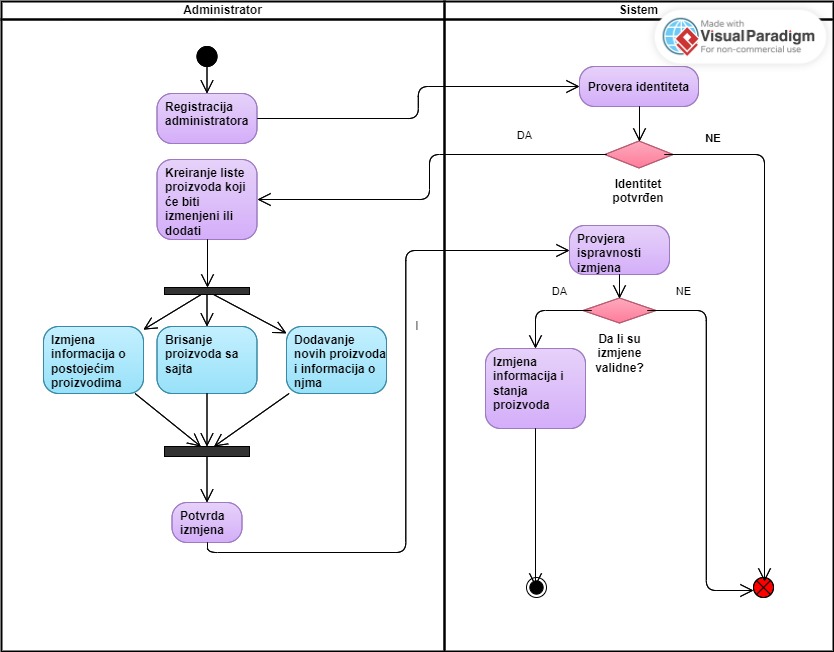 Administrator
Sistem
Made with
VisualParadigm
For non-commercial use
Registracija
administratora
Provera identiteta
DA
NE
Identitet
potvrđen
Kreiranje liste
proizvoda koji
će biti
izmenjeni ili
dodati
Provjera
ispravnosti
izmjena
DA
NE
Da li su
izmjene
validne?
I
Izmjena
informacija o
postojećim
proizvodima
Brisanje
proizvoda sa
sajta
Dodavanje
novih proizvoda
i informacija o
njma
Izmjena
informacija i
stanja
proizvoda
Potvrda
izmjena